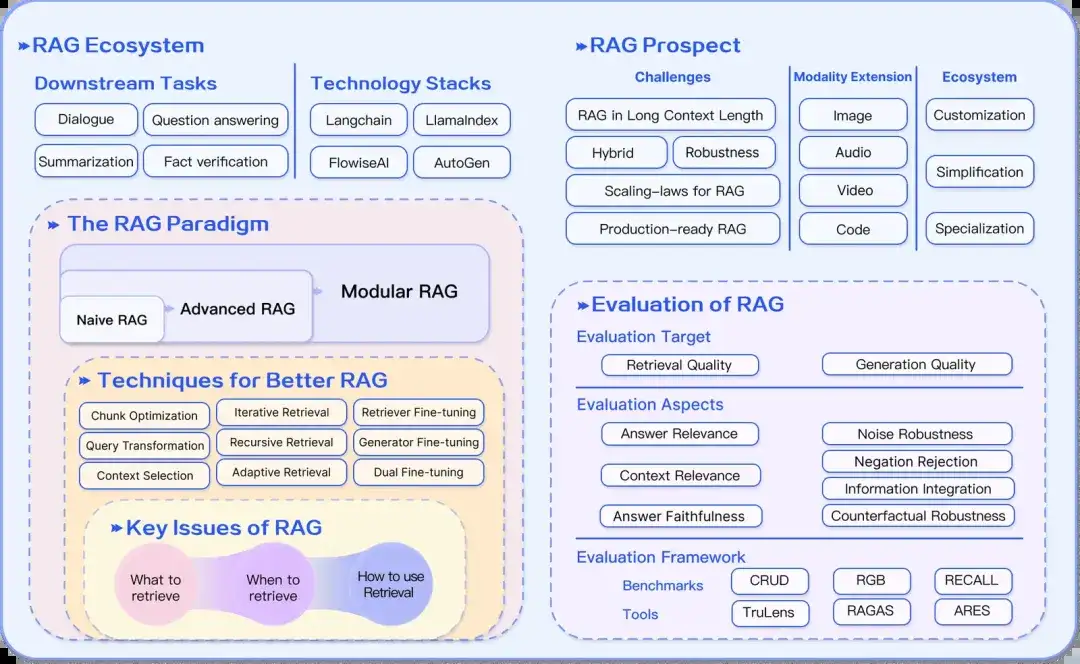 RAG Ecosystem
Downstream Tasks
Dialogue
Question answering
Summarization
Fact verification
Technology Stacks
Langchain
LlamaIndex
FlowiseAI
AutoGen
The RAG Paradigm
Naive RAG
Advanced RAG
Modular RAG
Techniques for Better RAG
Chunk Optimization
Iterative Retrieval
Retriever Fine-tuning
Query Transformation
Recursive Retrieval
Generator Fine-tuning
Context Selection
Adaptive Retrieval
Dual Fine-tuning
Key Issues of RAG
What to
retrieve
When to
retrieve
How to use
Retrieval
RAG Prospect
Challenges
RAG in Long Context Length
Hybrid
Robustness
Scaling-laws for RAG
Production-ready RAG
Modality Extension
Image
Audio
Video
Code
Ecosystem
Customization
Simplification
Specialization
Evaluation of RAG
Evaluation Target
Retrieval Quality
Generation Quality
Evaluation Aspects
Answer Relevance
Context Relevance
Answer Faithfulness
Noise Robustness
Negation Rejection
Information Integration
Counterfactual Robustness
Evaluation Framework
Benchmarks
CRUD
RGB
RECALL
Tools
TruLens
RAGAS
ARES